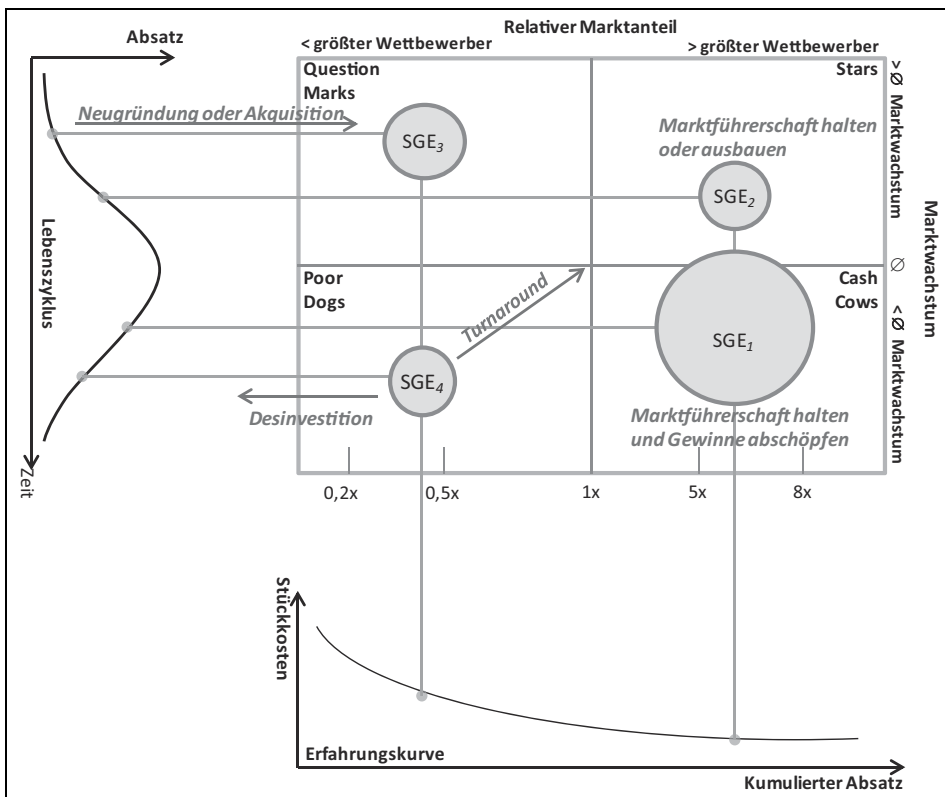 Absatz
Relativer Marktanteil
< größter Wettbewerber
> größter Wettbewerber
Question
Marks
Stars
Neugründung oder Akquisition
SGE3
Marktführerschaft halten
oder ausbauen
SGE2
> Ø Marktwachstum
Lebenszyklus
Marktwachstum
Ø
Poor
Dogs
Cash
Cows
Turnaround
SGE1
SGE4
< Ø Marktwachstum
Desinvestition
Marktführerschaft halten
und Gewinne abschöpfen
Zeit
0,2x
0,5x
1x
5x
8x
Stückkosten
Erfahrungskurve
Kumulierter Absatz